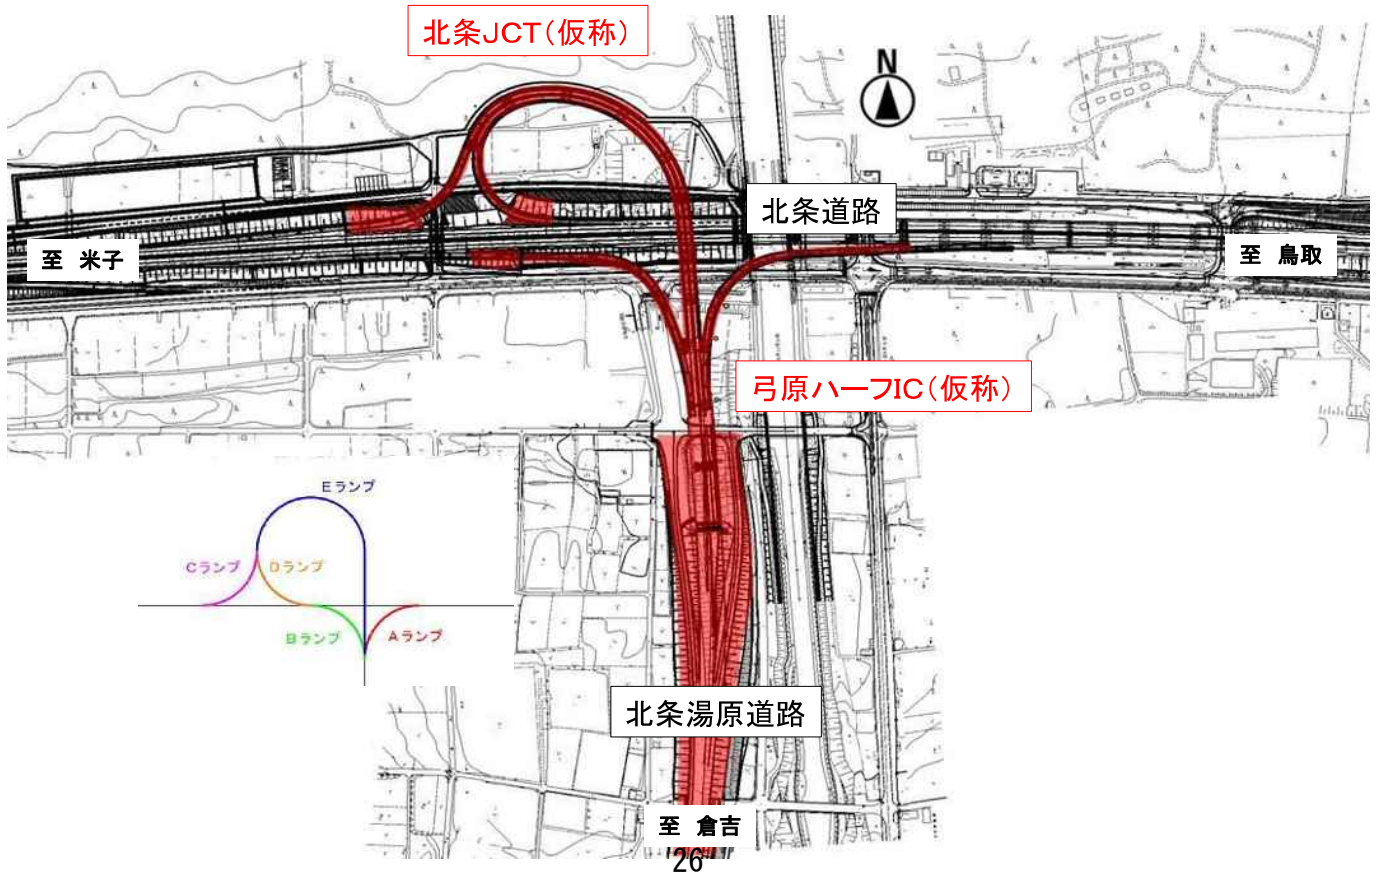 北条JCT(仮称)
N
北条道路
至 米子
至 鳥取
弓原ハーフIC(仮称)
Eランプ
Cランプ
Dランプ
Bランプ
Aランプ
北条湯原道路
至 倉吉
26